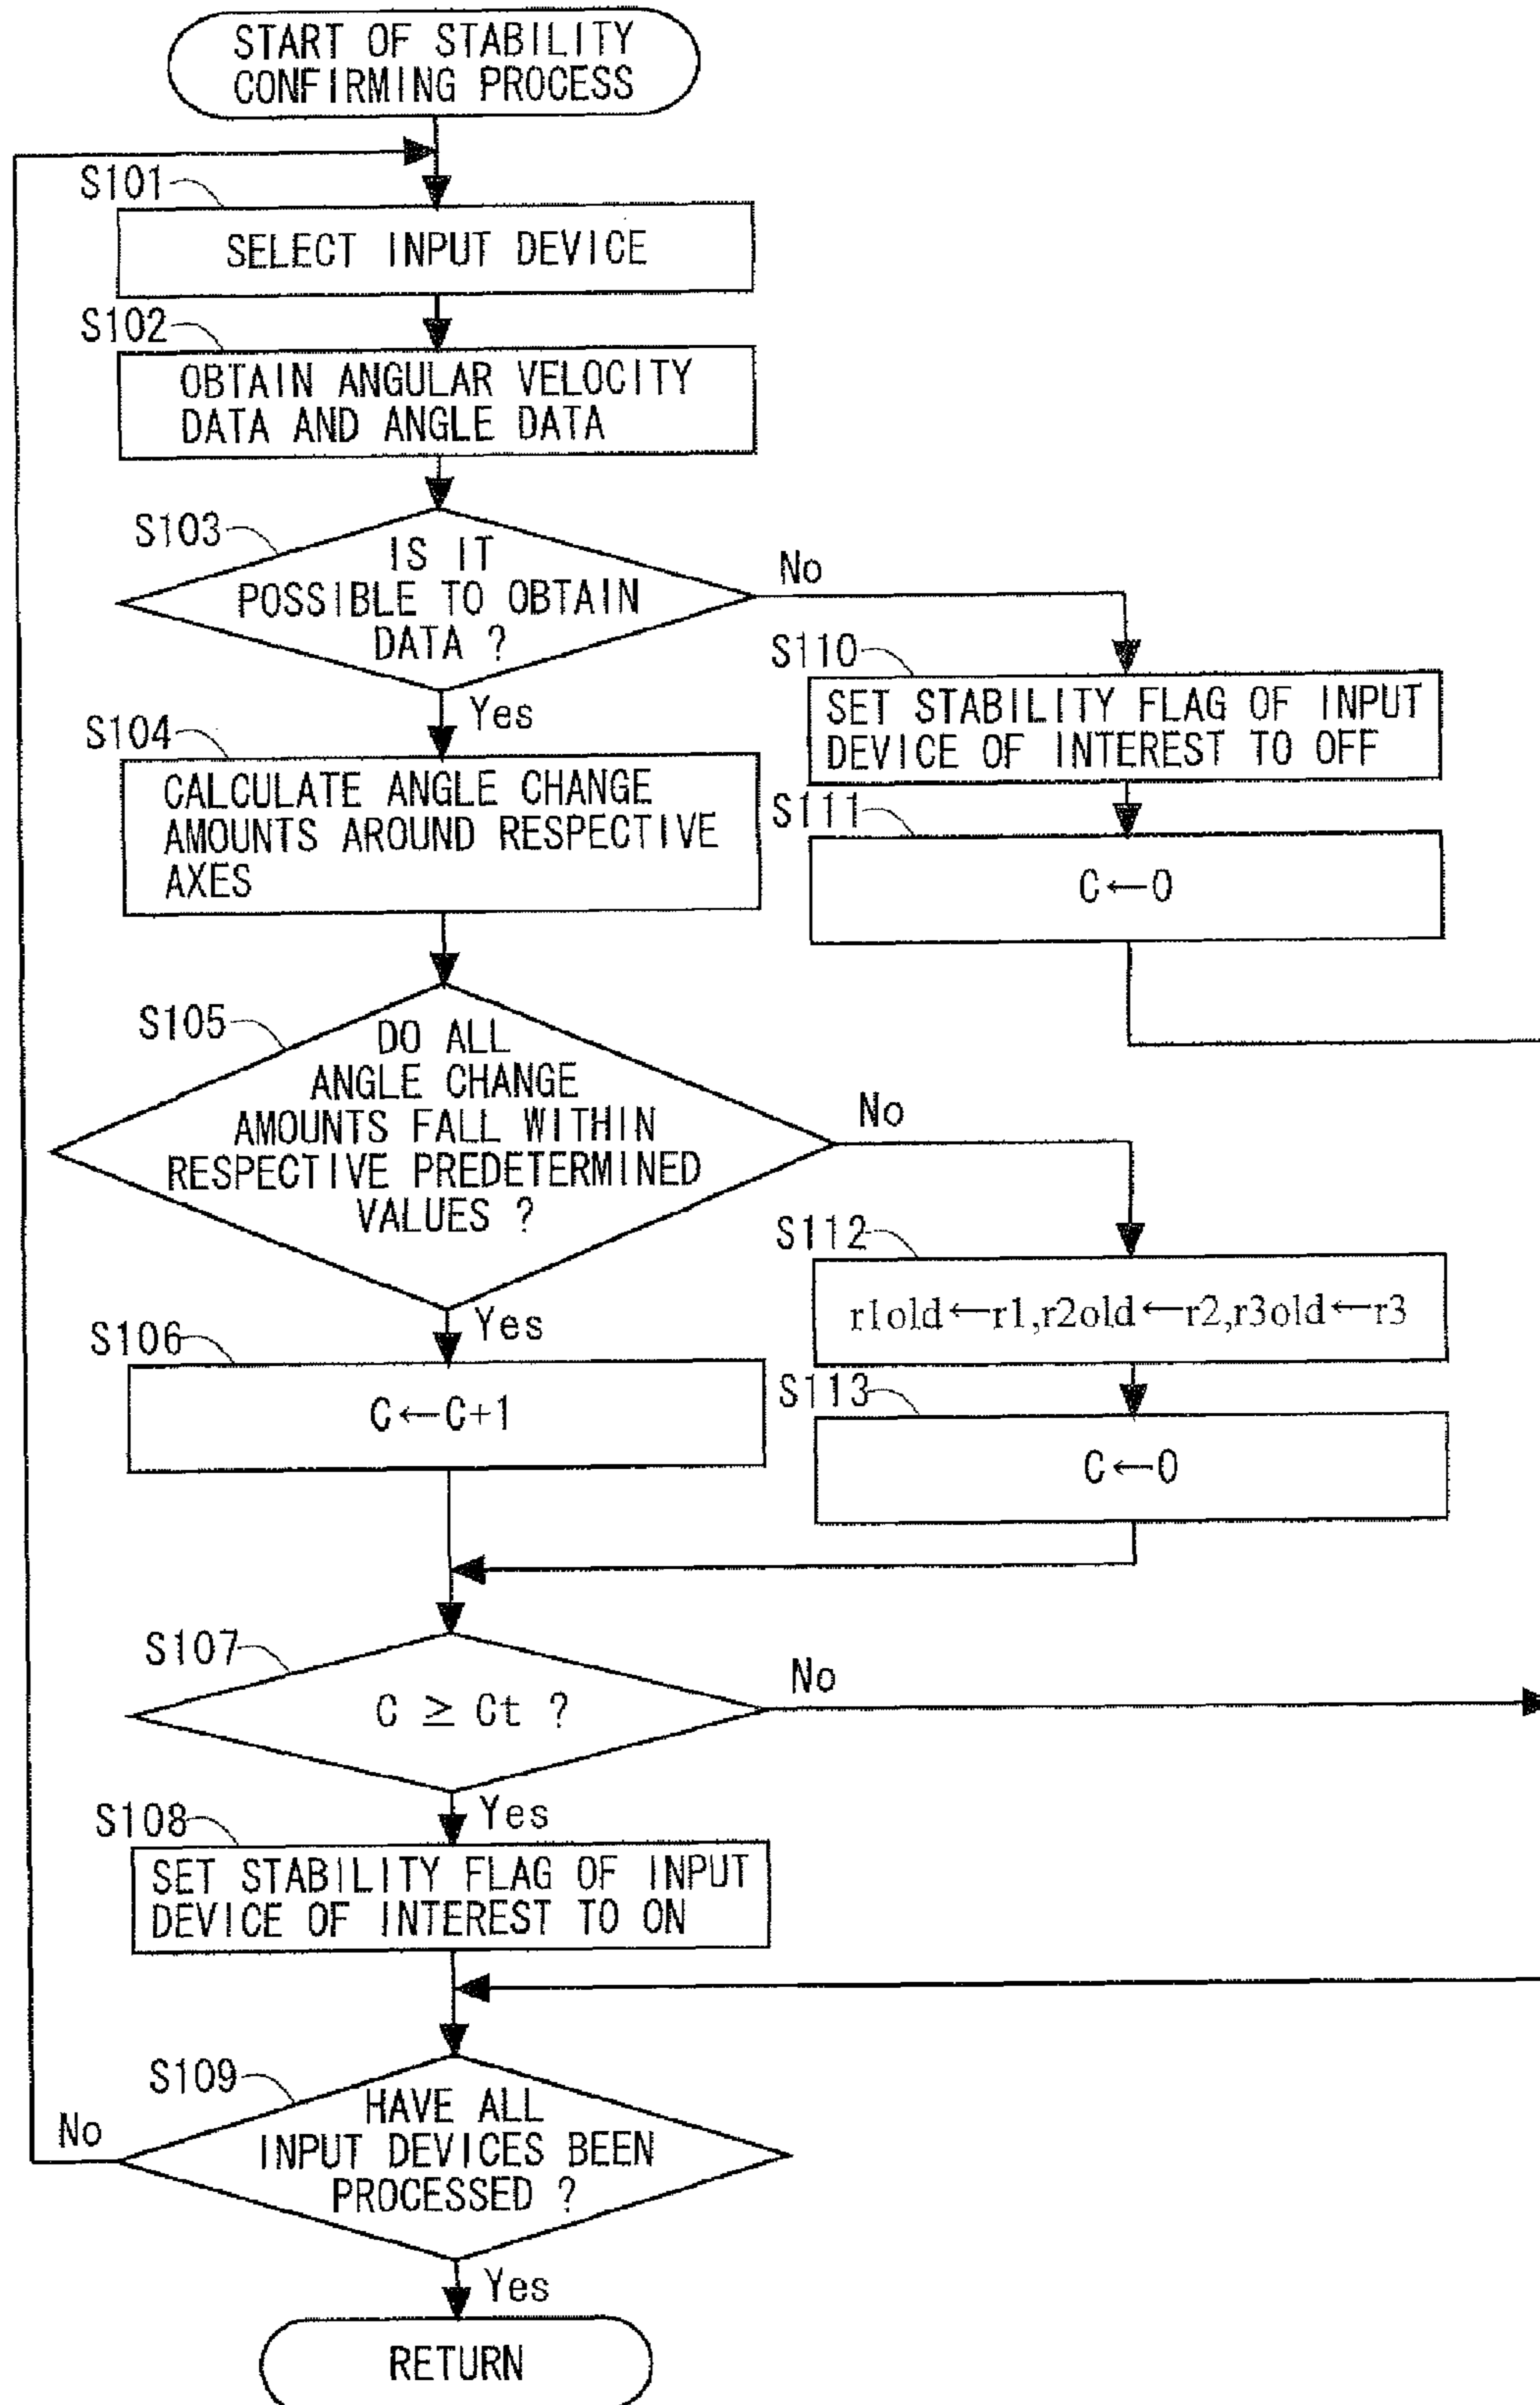 START OF STABILITY
CONFIRMING PROCESS
S101
SELECT INPUT DEVICE
S102
OBTAIN ANGULAR VELOCITY
DATA AND ANGLE DATA
S103
IS IT
POSSIBLE TO OBTAIN
DATA ?
No
Yes
S110
SET STABILITY FLAG OF INPUT
DEVICE OF INTEREST TO OFF
S104
CALCULATE ANGLE CHANGE
AMOUNTS AROUND RESPECTIVE
AXES
S111
C←0
S105
DO ALL
ANGLE CHANGE
AMOUNTS FALL WITHIN
RESPECTIVE PREDETERMINED
VALUES ?
No
Yes
S112
r1old←r1,r2old←r2,r3old←r3
S106
C←C+1
S113
C←0
S107
C ≥ Ct ?
No
Yes
S108
SET STABILITY FLAG OF INPUT
DEVICE OF INTEREST TO ON
S109
HAVE ALL
INPUT DEVICES BEEN
PROCESSED ?
No
Yes
RETURN